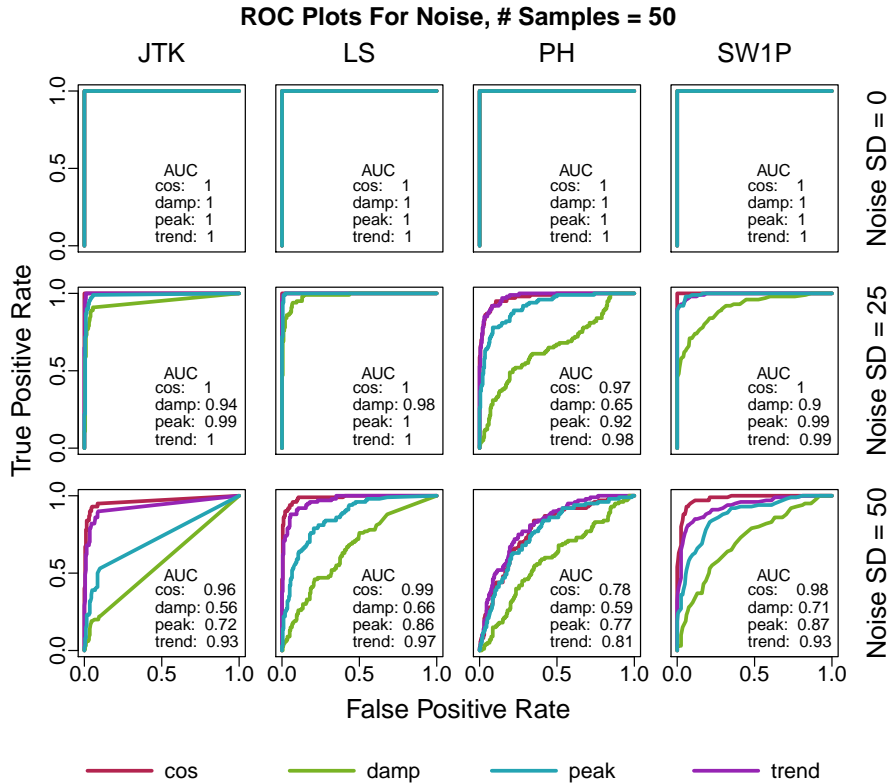 ROC Plots For Noise, # Samples = 50
JTK LS PH SW1P
1.0
0.5
0.0
AUC
cos: 1
damp: 1
peak: 1
trend: 1
AUC
cos: 1
damp: 1
peak: 1
trend: 1
AUC
cos: 1
damp: 1
peak: 1
trend: 1
AUC
cos: 1
damp: 1
peak: 1
trend: 1
Noise SD = 0
True Positive Rate
1.0
0.5
0.0
AUC
cos: 1
damp: 0.94
peak: 0.99
trend: 1
AUC
cos: 1
damp: 0.98
peak: 1
trend: 1
AUC
cos: 0.97
damp: 0.65
peak: 0.92
trend: 0.98
AUC
cos: 1
damp: 0.9
peak: 0.99
trend: 0.99
Noise SD = 25
1.0
0.5
0.0
AUC
cos: 0.96
damp: 0.56
peak: 0.72
trend: 0.93
AUC
cos: 0.99
damp: 0.66
peak: 0.86
trend: 0.97
AUC
cos: 0.78
damp: 0.59
peak: 0.77
trend: 0.81
AUC
cos: 0.98
damp: 0.71
peak: 0.87
trend: 0.93
Noise SD = 50
0.0 0.5 1.0 0.0 0.5 1.0 0.0 0.5 1.0 0.0 0.5 1.0
False Positive Rate
cos damp peak trend